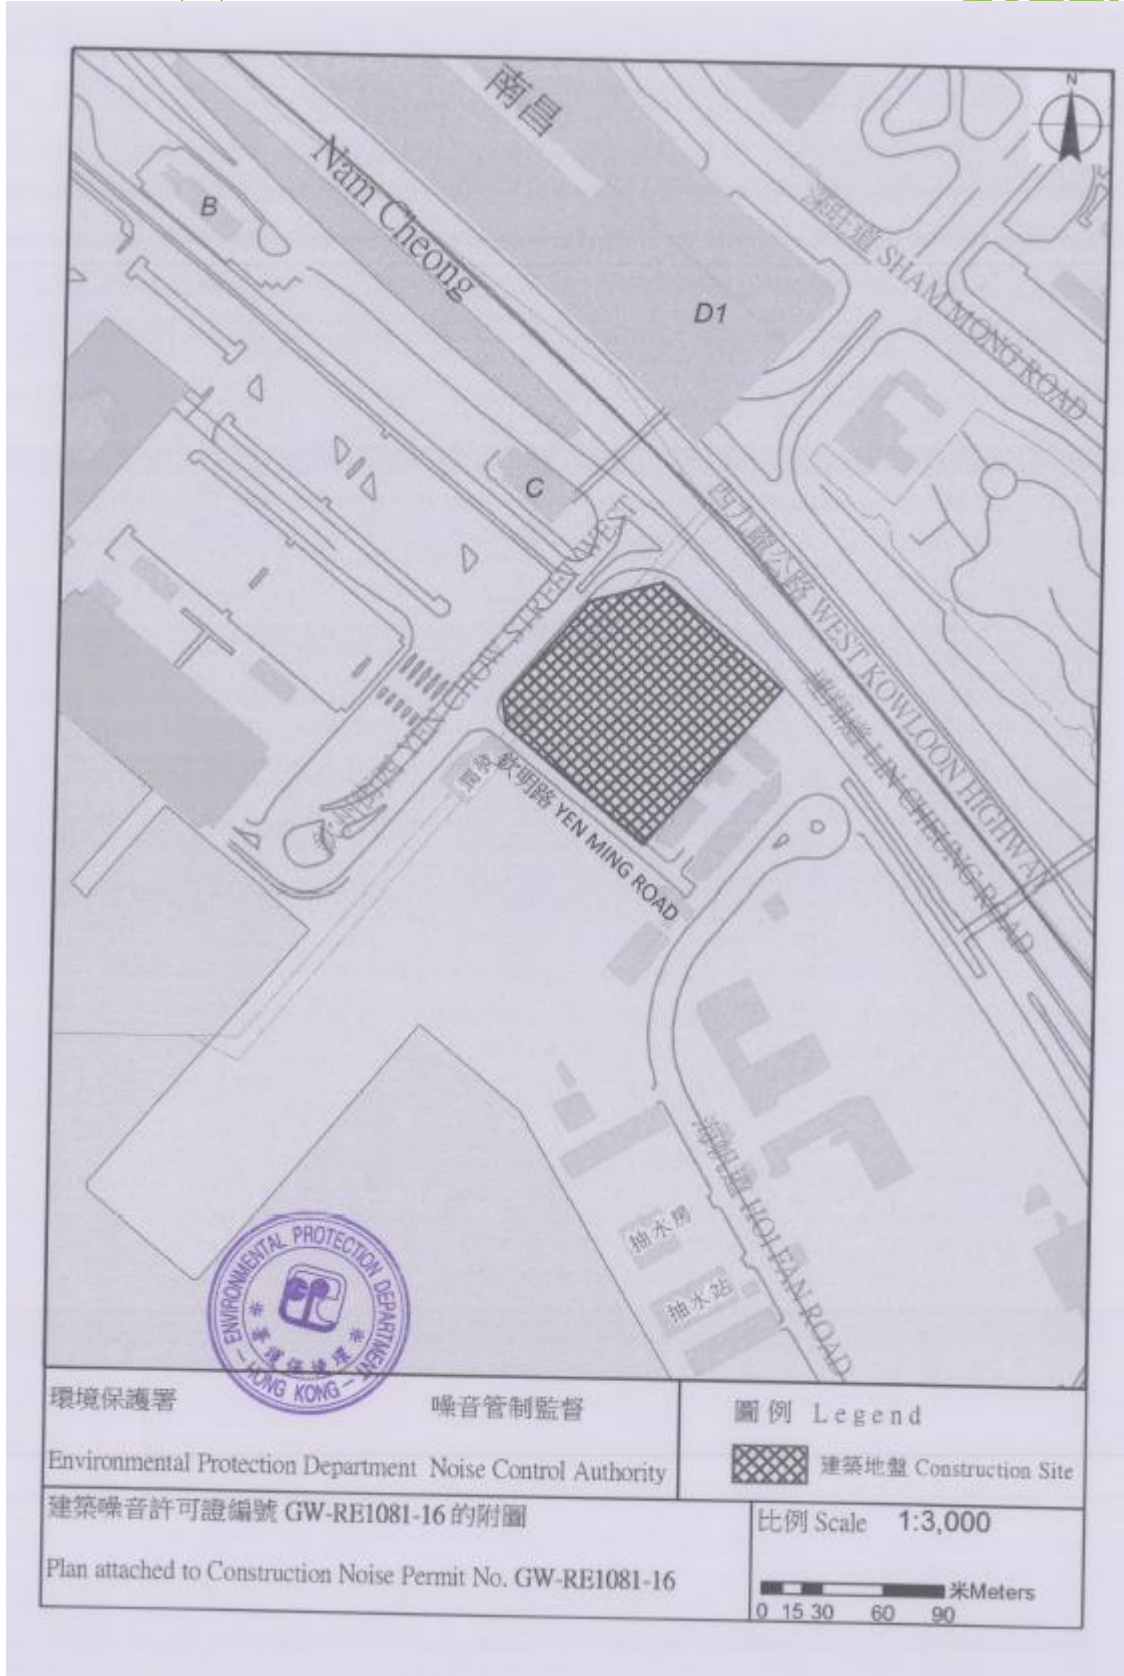 N
南昌
Nam Cheong
B
深旺道 SHAM MONG ROAD
D1
C
西九龍公路 WEST KOWLOON HIGHWAY
YEN CHOW STREET WEST
連翔道 LIN CHEUNG ROAD
欽明路 YEN MING ROAD
海帆道 HOI FAN ROAD
抽水房
抽水站
ENVIRONMENTAL PROTECTION DEPARTMENT
HONG KONG
環境保護署
噪音管制監督
Environmental Protection Department Noise Control Authority
圖例 Legend
建築地盤 Construction Site
建築噪音許可證編號 GW-RE1081-16 的附圖
Plan attached to Construction Noise Permit No. GW-RE1081-16
比例 Scale 1:3,000
米Meters
0 15 30 60 90